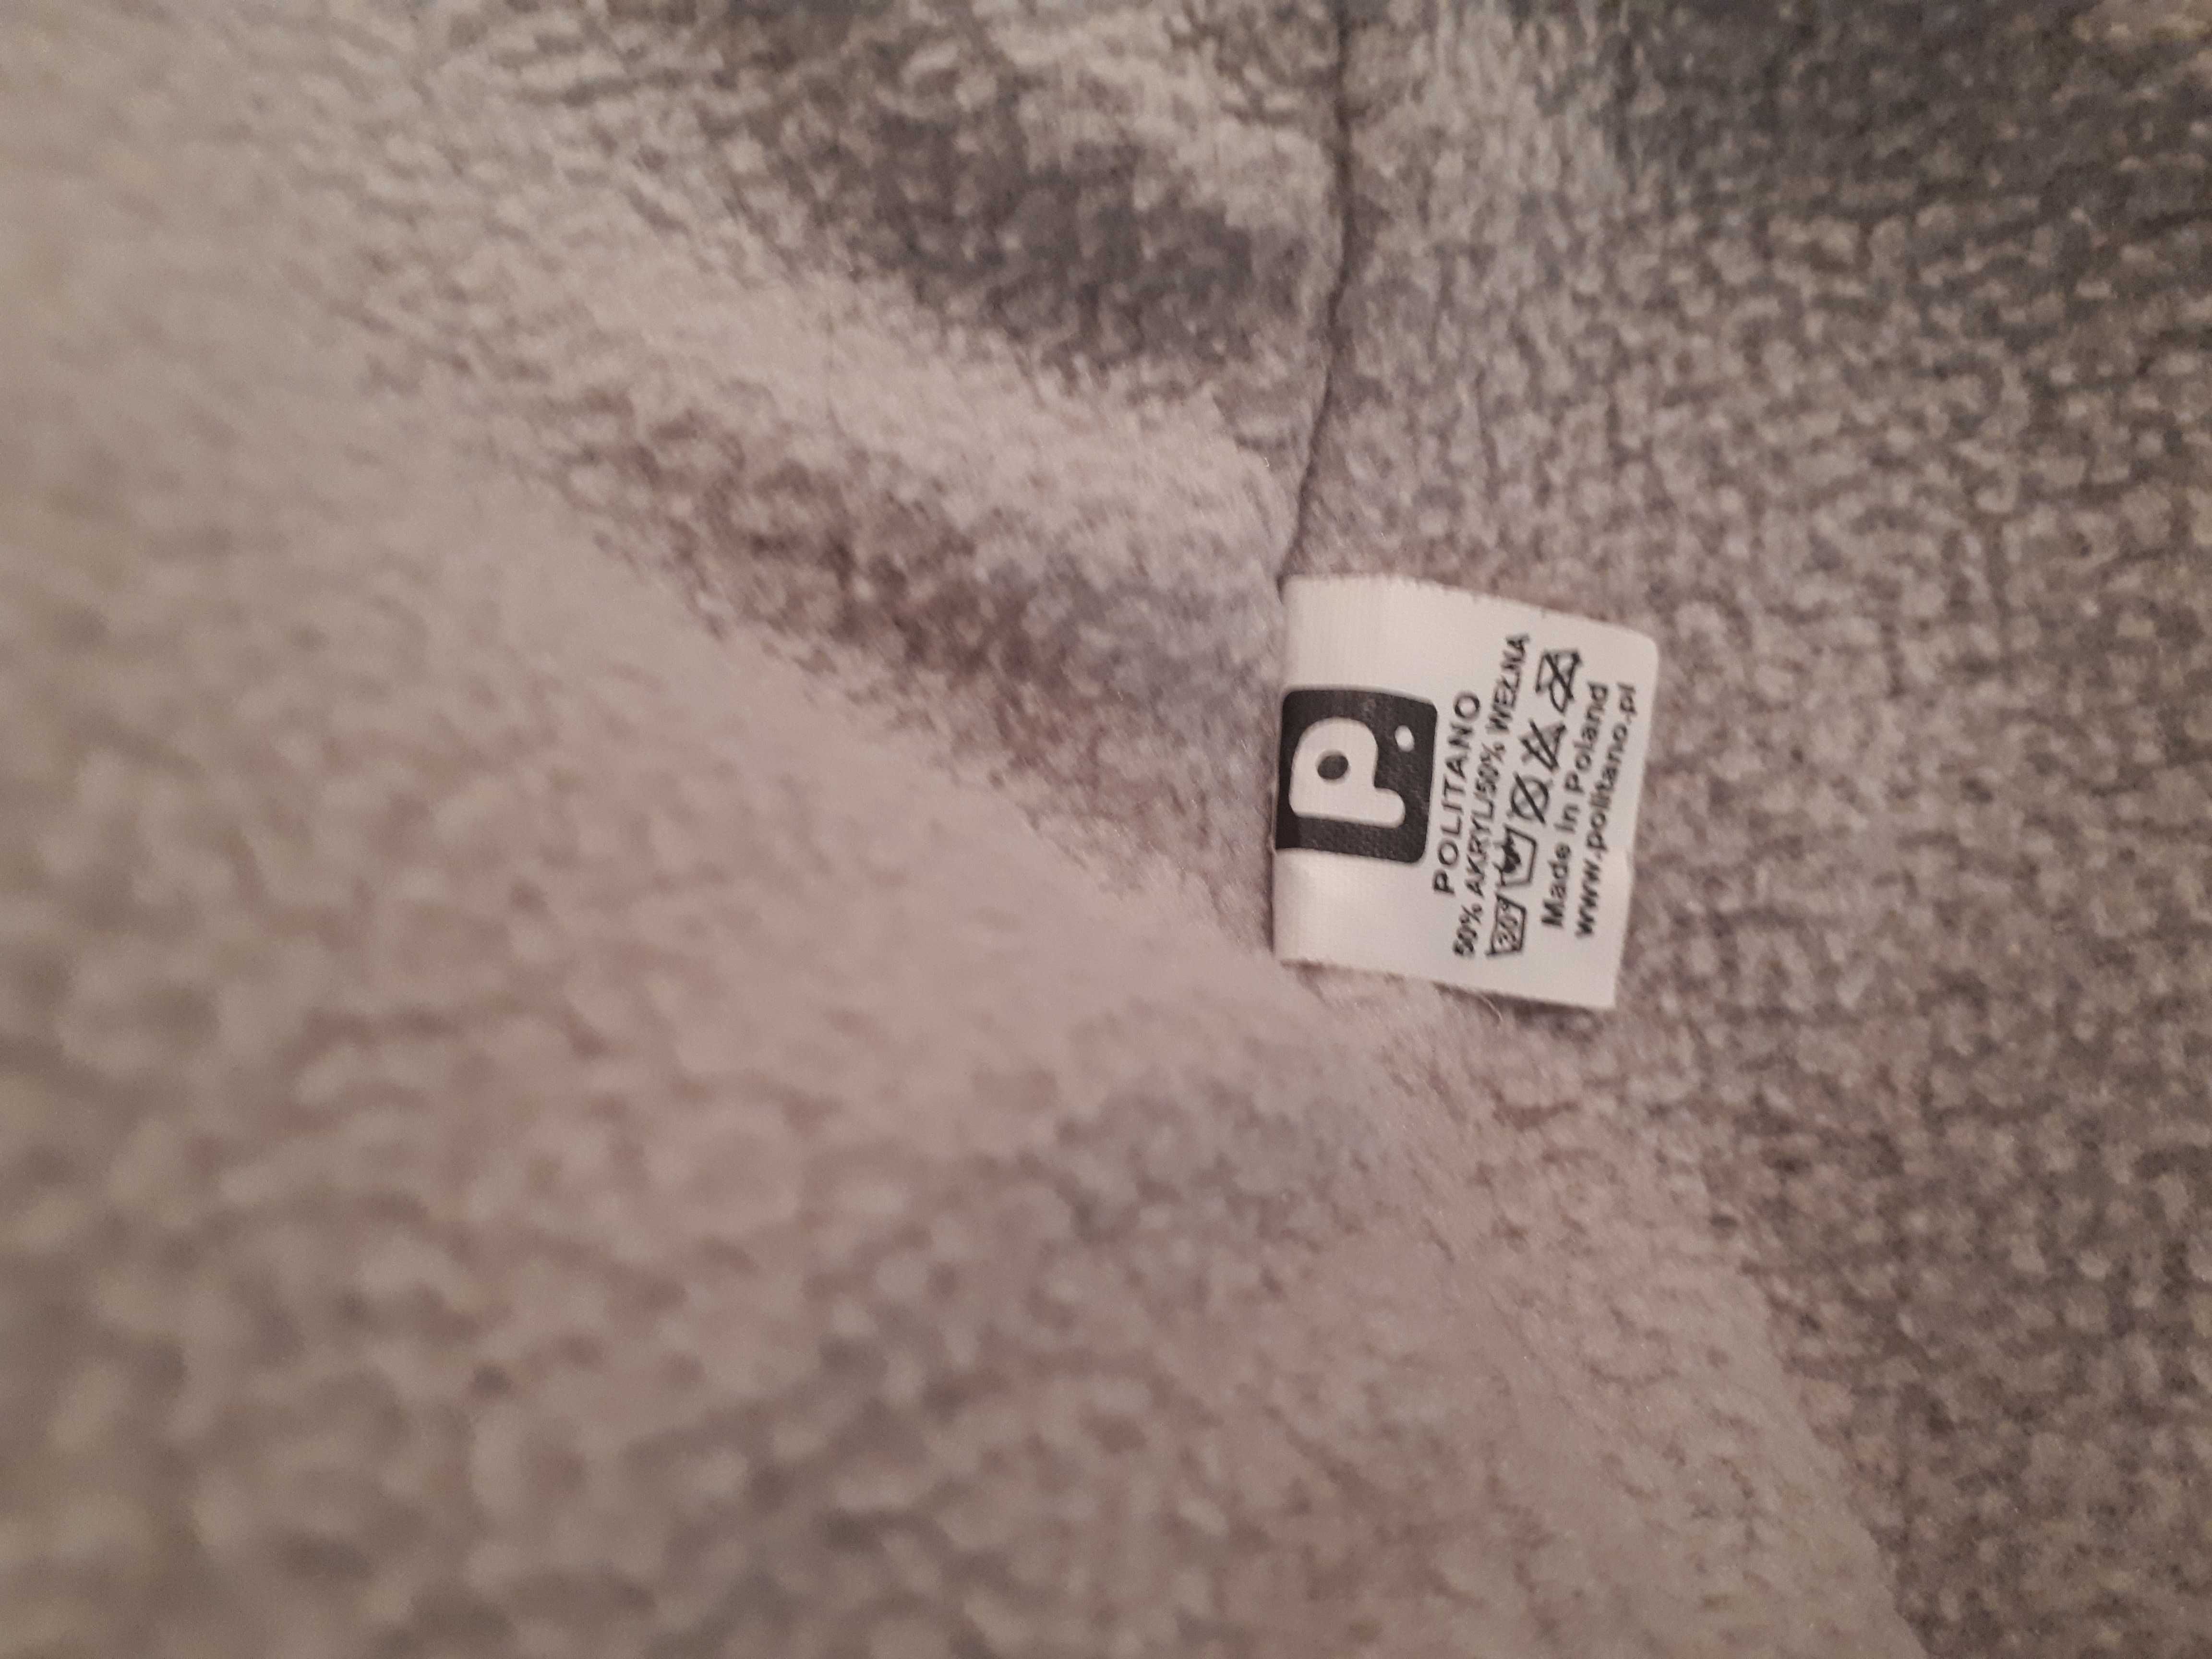 P.
POLITANO
50% AKRYL/50% WEŁNA
30°
Made in Poland
www.politano.pl